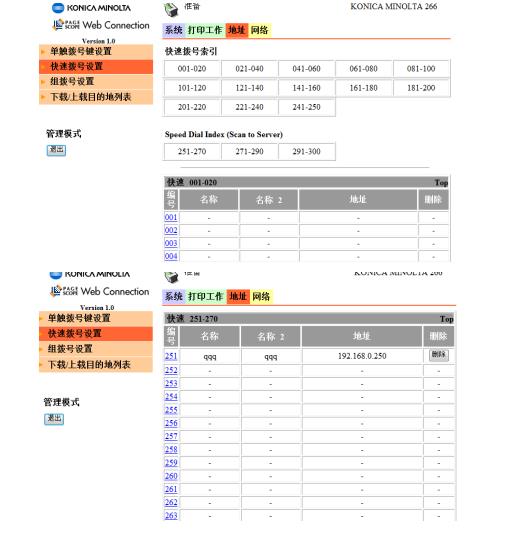 KONICA MINOLTA
准备
KONICA MINOLTA 266
PAGE SCOPE Web Connection
Version 1.0
系统 打印工作 地址 网络
单触拨号键设置
快速拨号设置
组拨号设置
下载/上载目的地列表
管理模式
退出
快速拨号索引
001-020 021-040 041-060 061-080 081-100
101-120 121-140 141-160 161-180 181-200
201-220 221-240 241-250
Speed Dial Index (Scan to Server)
251-270 271-290 291-300
快速 001-020 Top
编号 名称 名称 2 地址 删除
001 - - - -
002 - - - -
003 - - - -
004 - - - -
KONICA MINOLTA
准备
KONICA MINOLTA 266
PAGE SCOPE Web Connection
Version 1.0
系统 打印工作 地址 网络
单触拨号键设置
快速拨号设置
组拨号设置
下载/上载目的地列表
管理模式
退出
快速 251-270 Top
编号 名称 名称 2 地址 删除
251 qqq qqq 192.168.0.250 删除
252 - - - -
253 - - - -
254 - - - -
255 - - - -
256 - - - -
257 - - - -
258 - - - -
259 - - - -
260 - - - -
261 - - - -
262 - - - -
263 - - - -